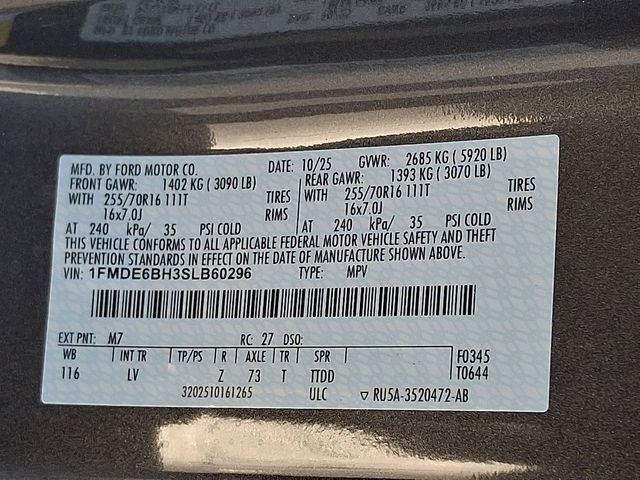 MFD. BY FORD MOTOR CO. DATE: 10/25 GVWR: 2685 KG ( 5920 LB)
FRONT GAWR: 1402 KG ( 3090 LB) REAR GAWR: 1393 KG ( 3070 LB)
WITH 255/70R16 111T TIRES WITH 255/70R16 111T TIRES
16x7.0J RIMS 16x7.0J RIMS
AT 240 kPa/ 35 PSI COLD AT 240 kPa/ 35 PSI COLD
THIS VEHICLE CONFORMS TO ALL APPLICABLE FEDERAL MOTOR VEHICLE SAFETY AND THEFT
PREVENTION STANDARDS IN EFFECT ON THE DATE OF MANUFACTURE SHOWN ABOVE.
VIN: 1FMDE6BH3SLB60296 TYPE: MPV
EXT PNT: M7 RC: 27 DSO:
WB INT TR TP/PS R AXLE TR SPR F0345
116 LV Z 73 T TTDD T0644
3202510161265 ULC ▽ RU5A-3520472-AB